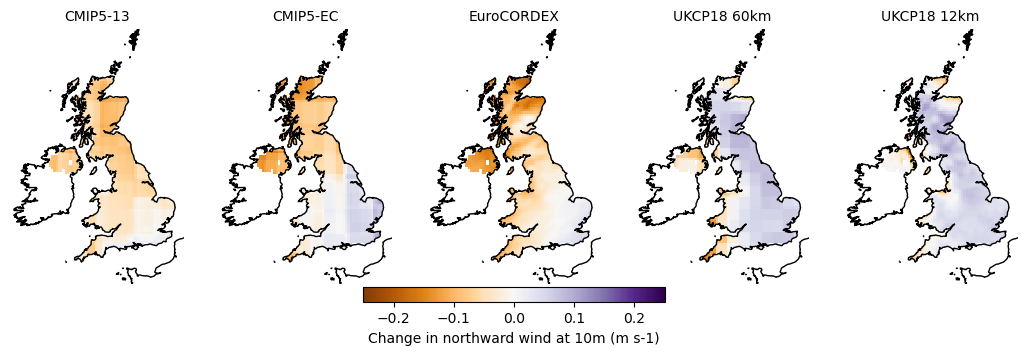 CMIP5-13 CMIP5-EC EuroCORDEX UKCP18 60km UKCP18 12km
−0.2 −0.1 0.0 0.1 0.2
Change in northward wind at 10m (m s-1)